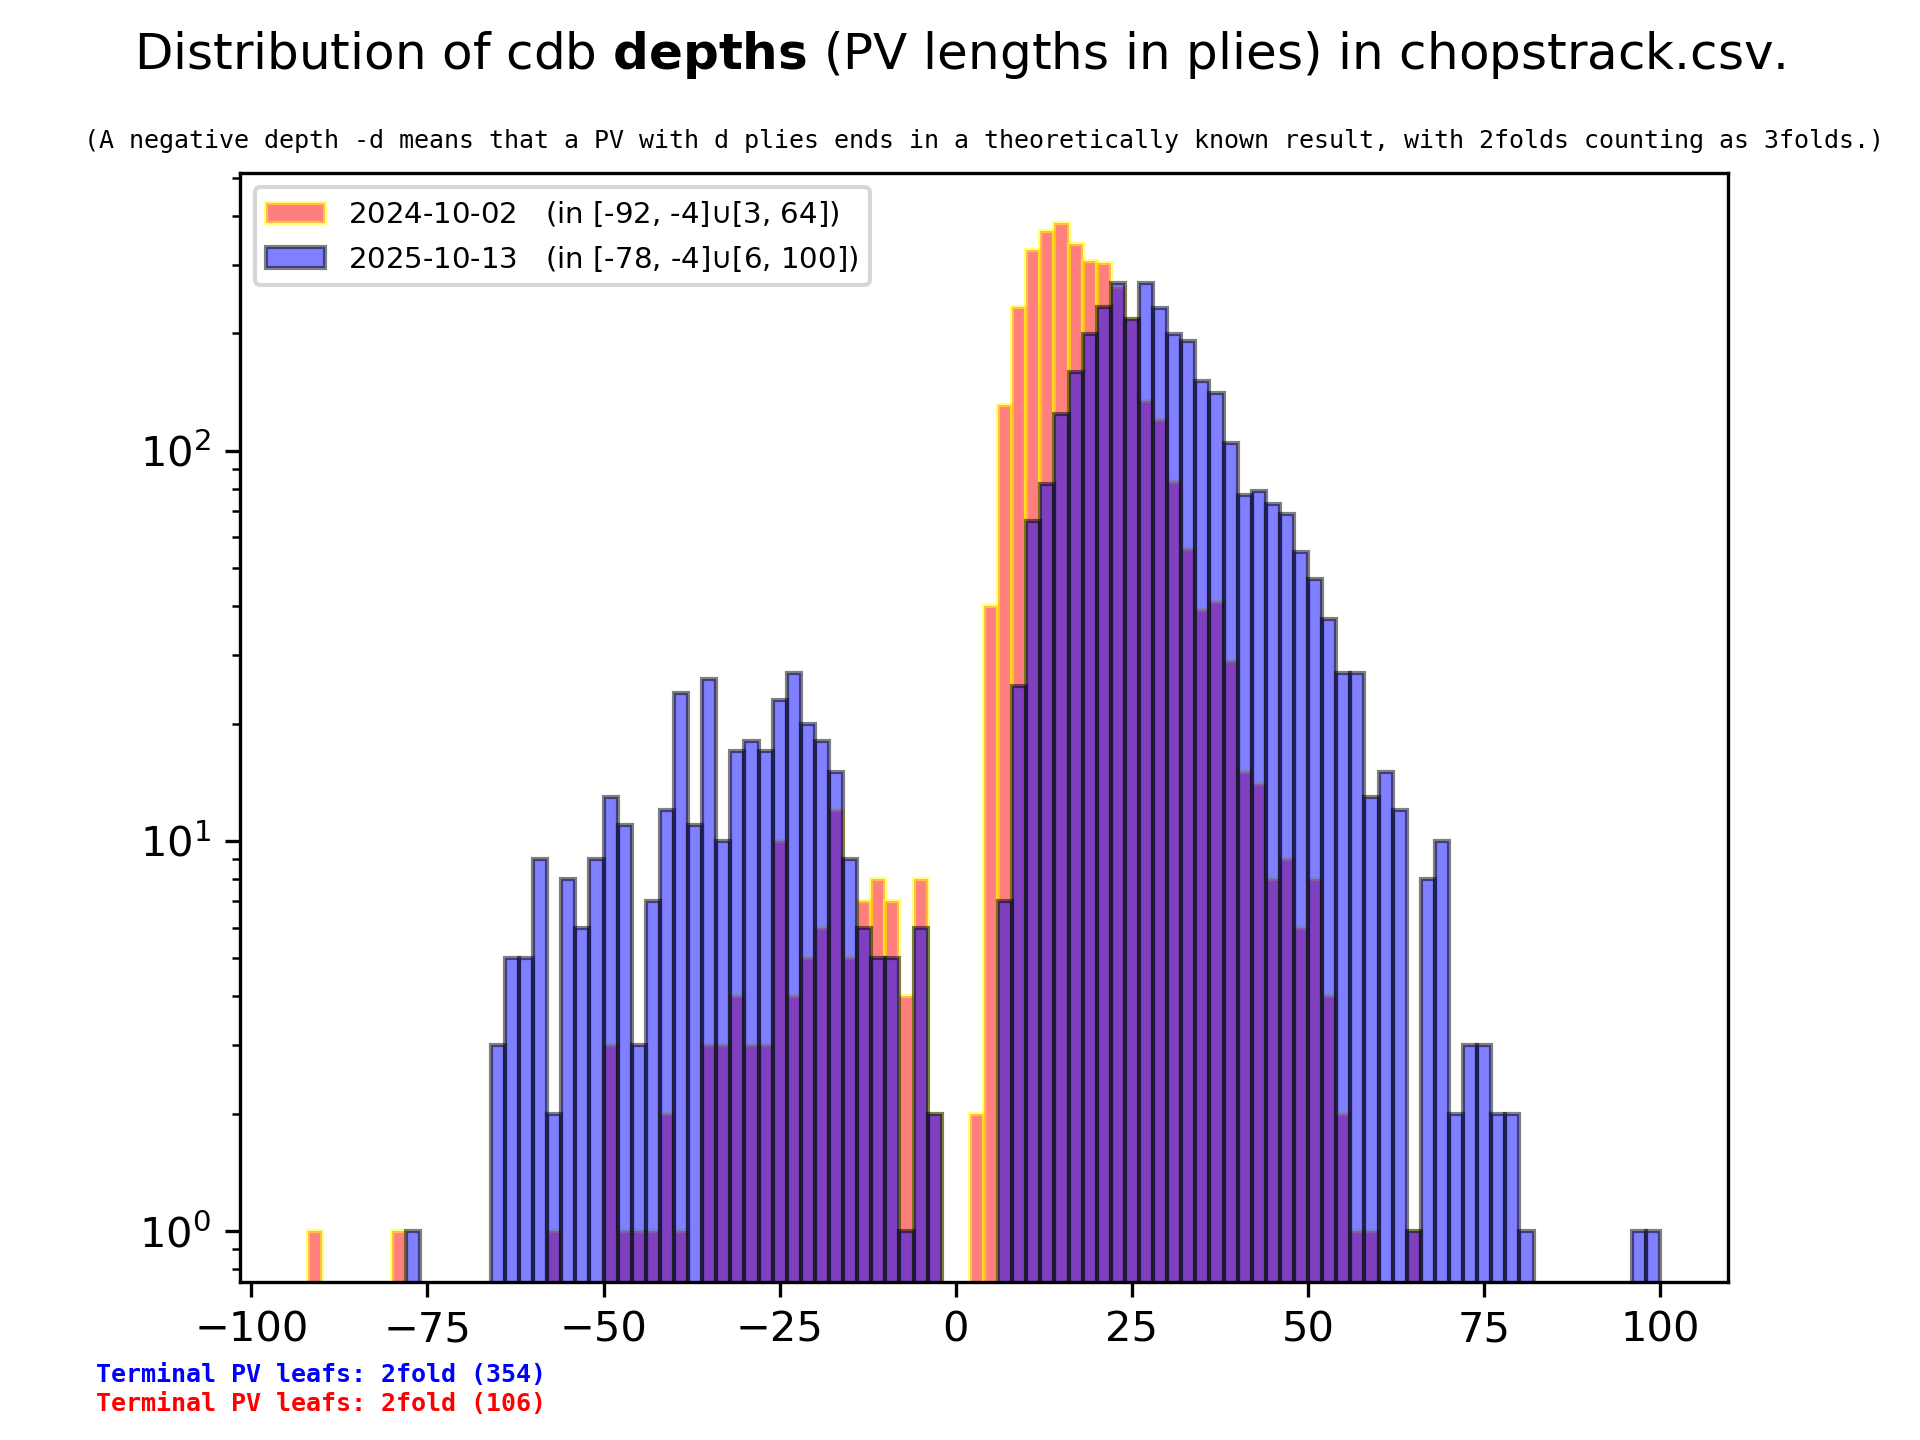 Distribution of cdb depths (PV lengths in plies) in chopstrack.csv.
(A negative depth -d means that a PV with d plies ends in a theoretically known result, with 2folds counting as 3folds.)
2024-10-02 (in [-92, -4]∪[3, 64])
2025-10-13 (in [-78, -4]∪[6, 100])
10²
10¹
10⁰
−100 −75 −50 −25 0 25 50 75 100
Terminal PV leafs: 2fold (354)
Terminal PV leafs: 2fold (106)